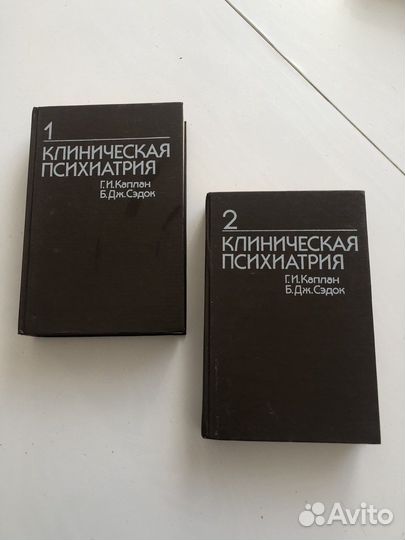 1
КЛИНИЧЕСКАЯ
ПСИХИАТРИЯ
Г.И.Каплан
Б.Дж.Сэдок
2
КЛИНИЧЕСКАЯ
ПСИХИАТРИЯ
Г.И.Каплан
Б.Дж.Сэдок
Avito